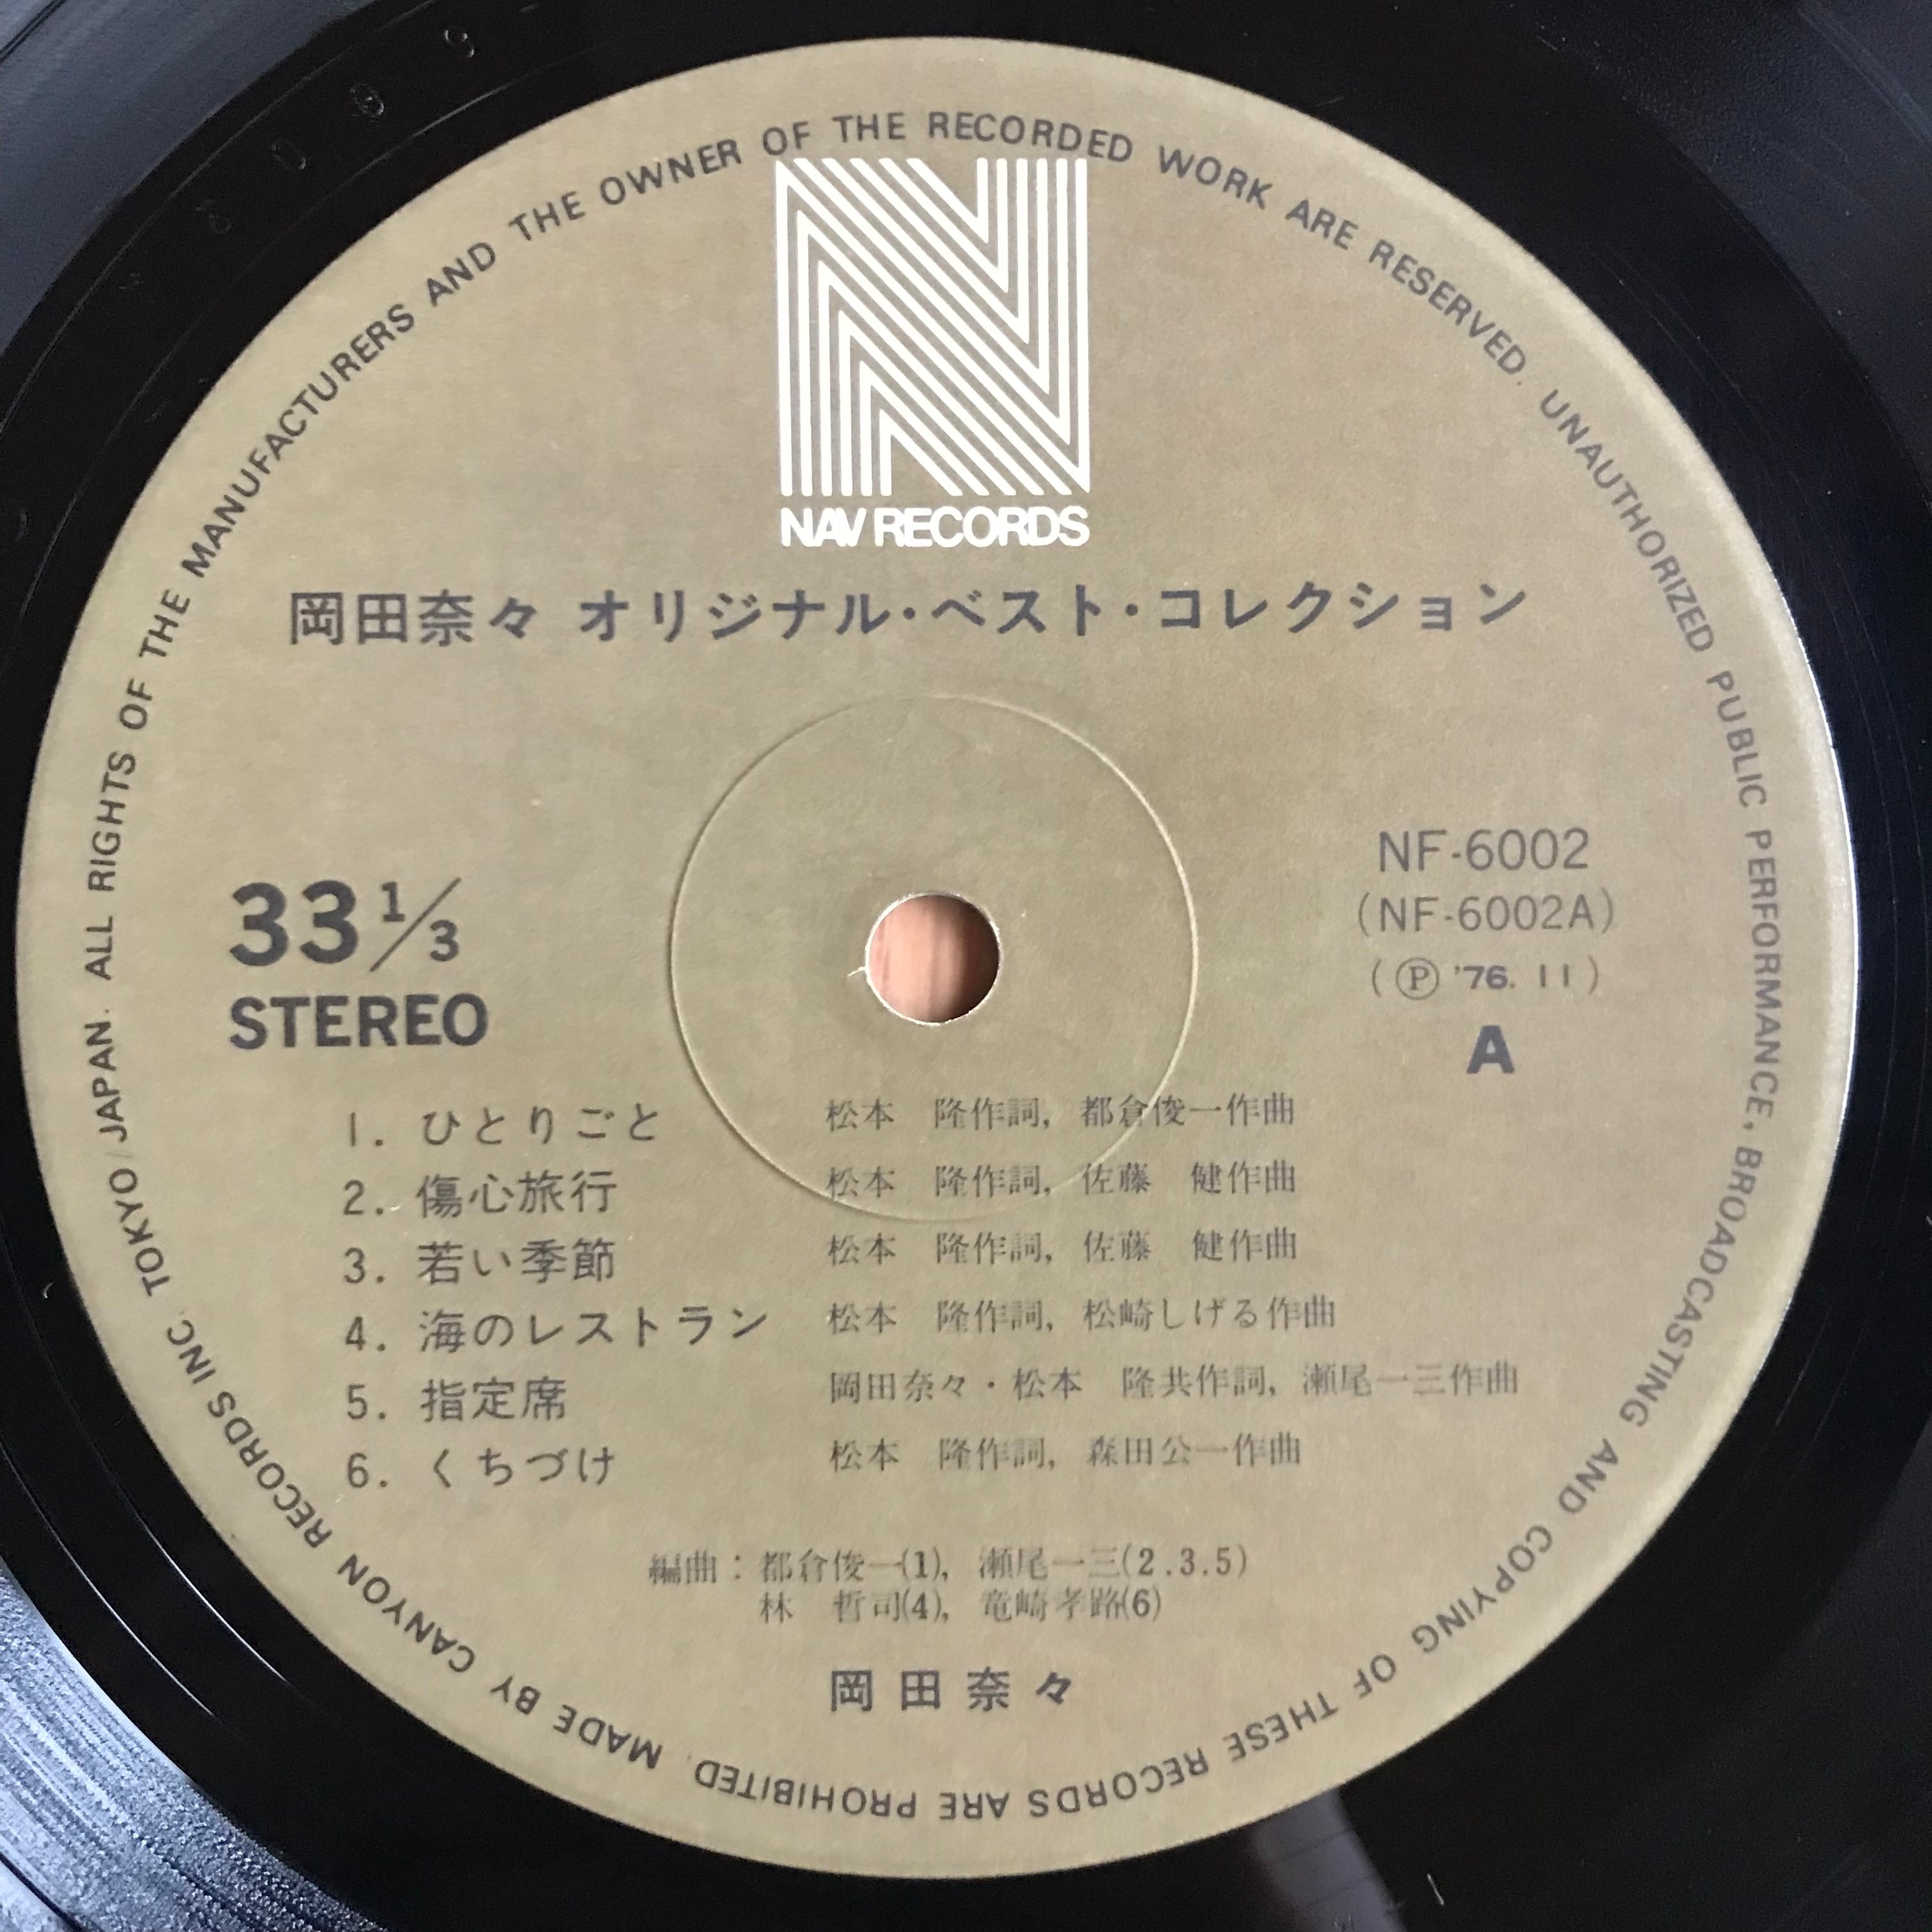 ALL RIGHTS OF THE MANUFACTURERS AND THE OWNER OF THE RECORDED WORK ARE RESERVED. UNAUTHORIZED PUBLIC PERFORMANCE, BROADCASTING AND COPYING OF THESE RECORDS ARE PROHIBITED. MADE BY CANYON RECORDS INC. TOKYO/JAPAN.
NAV RECORDS
岡田奈々 オリジナル・ベスト・コレクション
33 1/3
STEREO
NF-6002
(NF-6002A)
(Ⓟ '76. 11)
A
1. ひとりごと 松本 隆作詞, 都倉俊一作曲
2. 傷心旅行 松本 隆作詞, 佐藤 健作曲
3. 若い季節 松本 隆作詞, 佐藤 健作曲
4. 海のレストラン 松本 隆作詞, 松崎しげる作曲
5. 指定席 岡田奈々・松本 隆共作詞, 瀬尾一三作曲
6. くちづけ 松本 隆作詞, 森田公一作曲
編曲：都倉俊一(1), 瀬尾一三(2.3.5)
林 哲司(4), 竜崎孝路(6)
岡田奈々